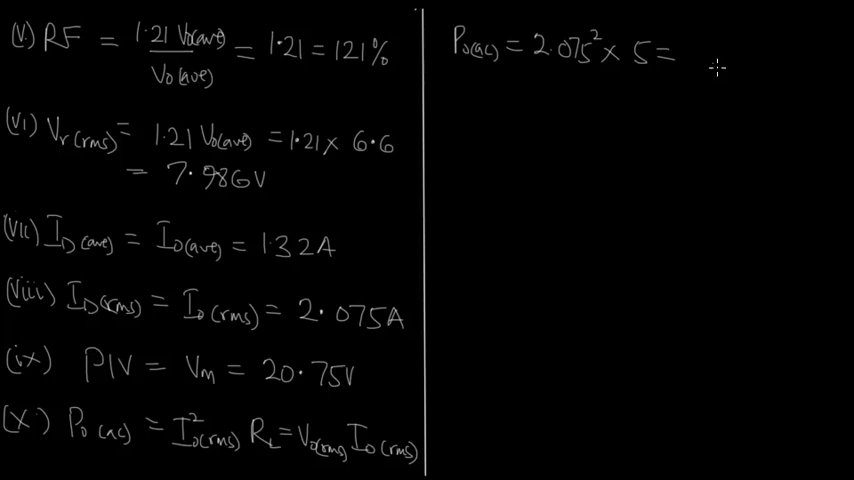 (V.) RF = 1.21 Vo(ave) / Vo(ave) = 1.21 = 121%
(VI) Vr(rms) = 1.21 Vo(ave) = 1.21 x 6.6
= 7.986V
(VII) ID(ave) = Io(ave) = 1.32A
(Viii) ID(rms) = Io(rms) = 2.075A
(ix) PIV = Vm = 20.75V
(X) Po(ac) = I²o(rms) RL = Vo(rms) Io(rms)
Po(ac) = 2.075² x 5 =